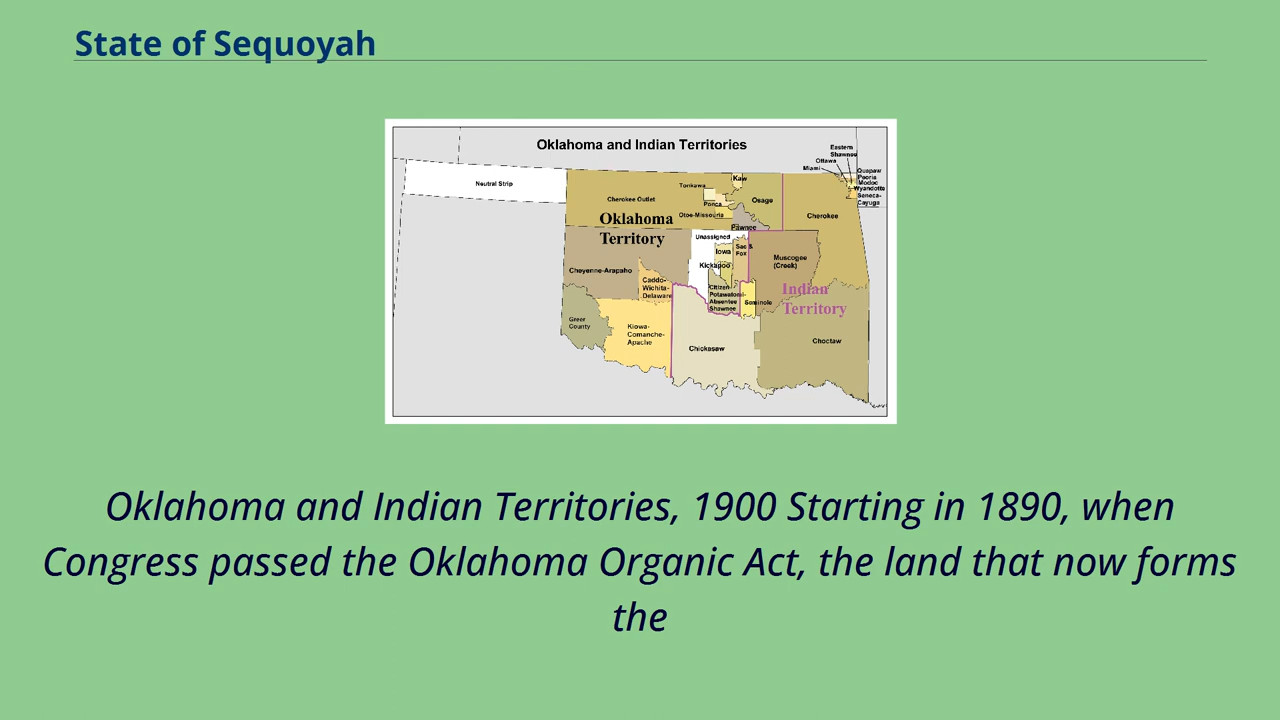 State of Sequoyah
Oklahoma and Indian Territories
Eastern
Shawnee
Ottawa
Miami
Quapaw
Peoria
Modoc
Wyandotte
Seneca-
Cayuga
Neutral Strip
Kaw
Tonkawa
Cherokee Outlet
Ponca
Osage
Otoe-Missouria
Cherokee
Oklahoma
Territory
Pawnee
Unassigned
Iowa
Sac &
Fox
Kickapoo
Muscogee
(Creek)
Cheyenne-Arapaho
Caddo-
Wichita-
Delaware
Citizen
Potawatomi-
Absentee
Shawnee
Seminole
Indian
Territory
Greer
County
Kiowa-
Comanche-
Apache
Chickasaw
Choctaw
Oklahoma and Indian Territories, 1900 Starting in 1890, when
Congress passed the Oklahoma Organic Act, the land that now forms
the